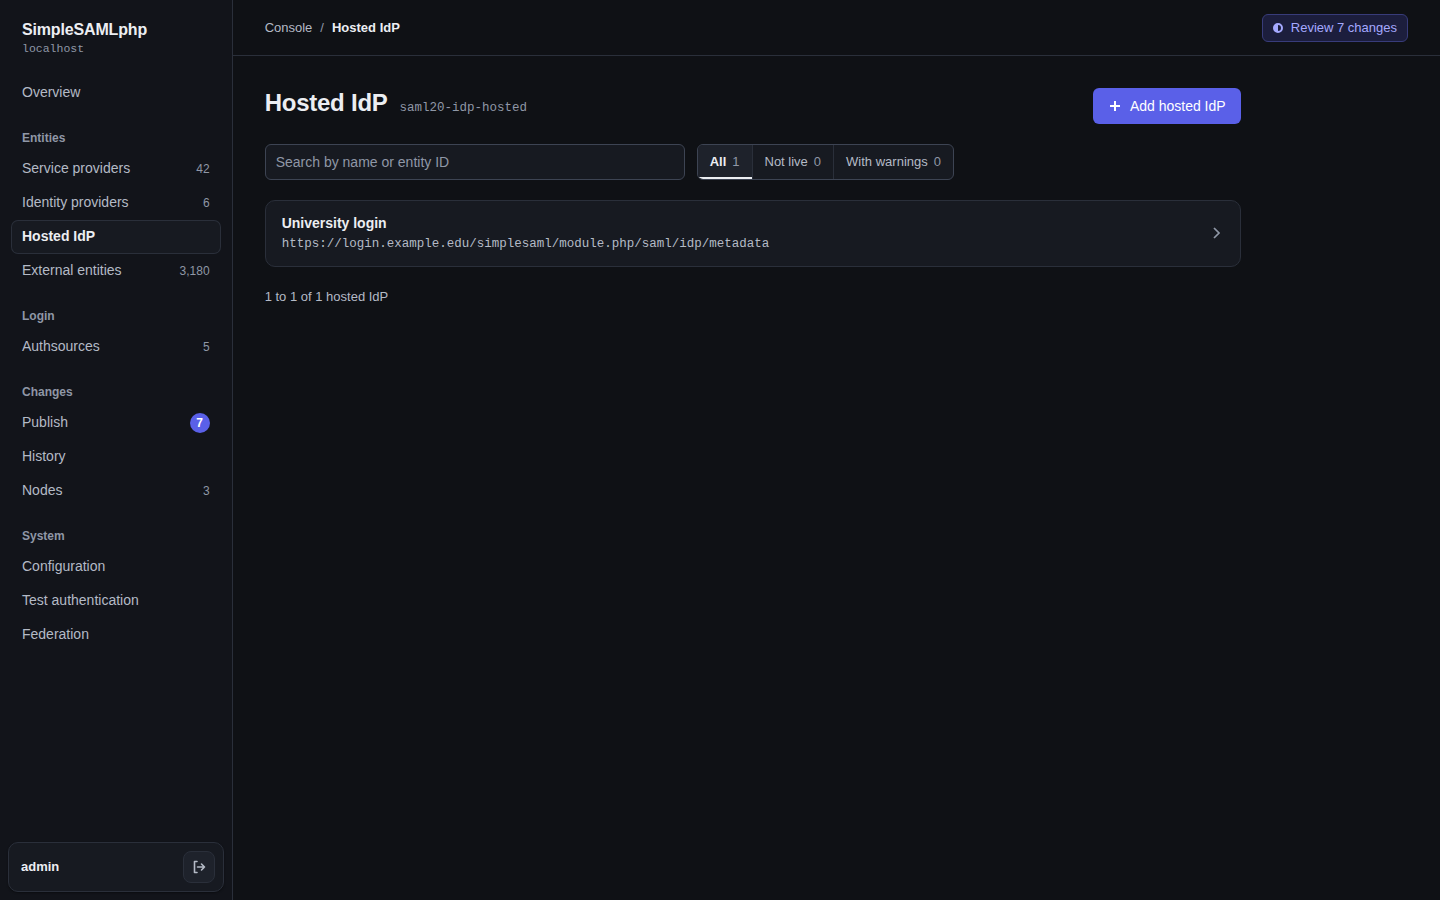 SimpleSAMLphp
localhost
Overview
Entities
Service providers 42
Identity providers 6
Hosted IdP
External entities 3,180
Login
Authsources 5
Changes
Publish 7
History
Nodes 3
System
Configuration
Test authentication
Federation
admin
Console / Hosted IdP
Review 7 changes
Hosted IdP saml20-idp-hosted
Add hosted IdP
Search by name or entity ID
All 1 Not live 0 With warnings 0
University login
https://login.example.edu/simplesaml/module.php/saml/idp/metadata
1 to 1 of 1 hosted IdP